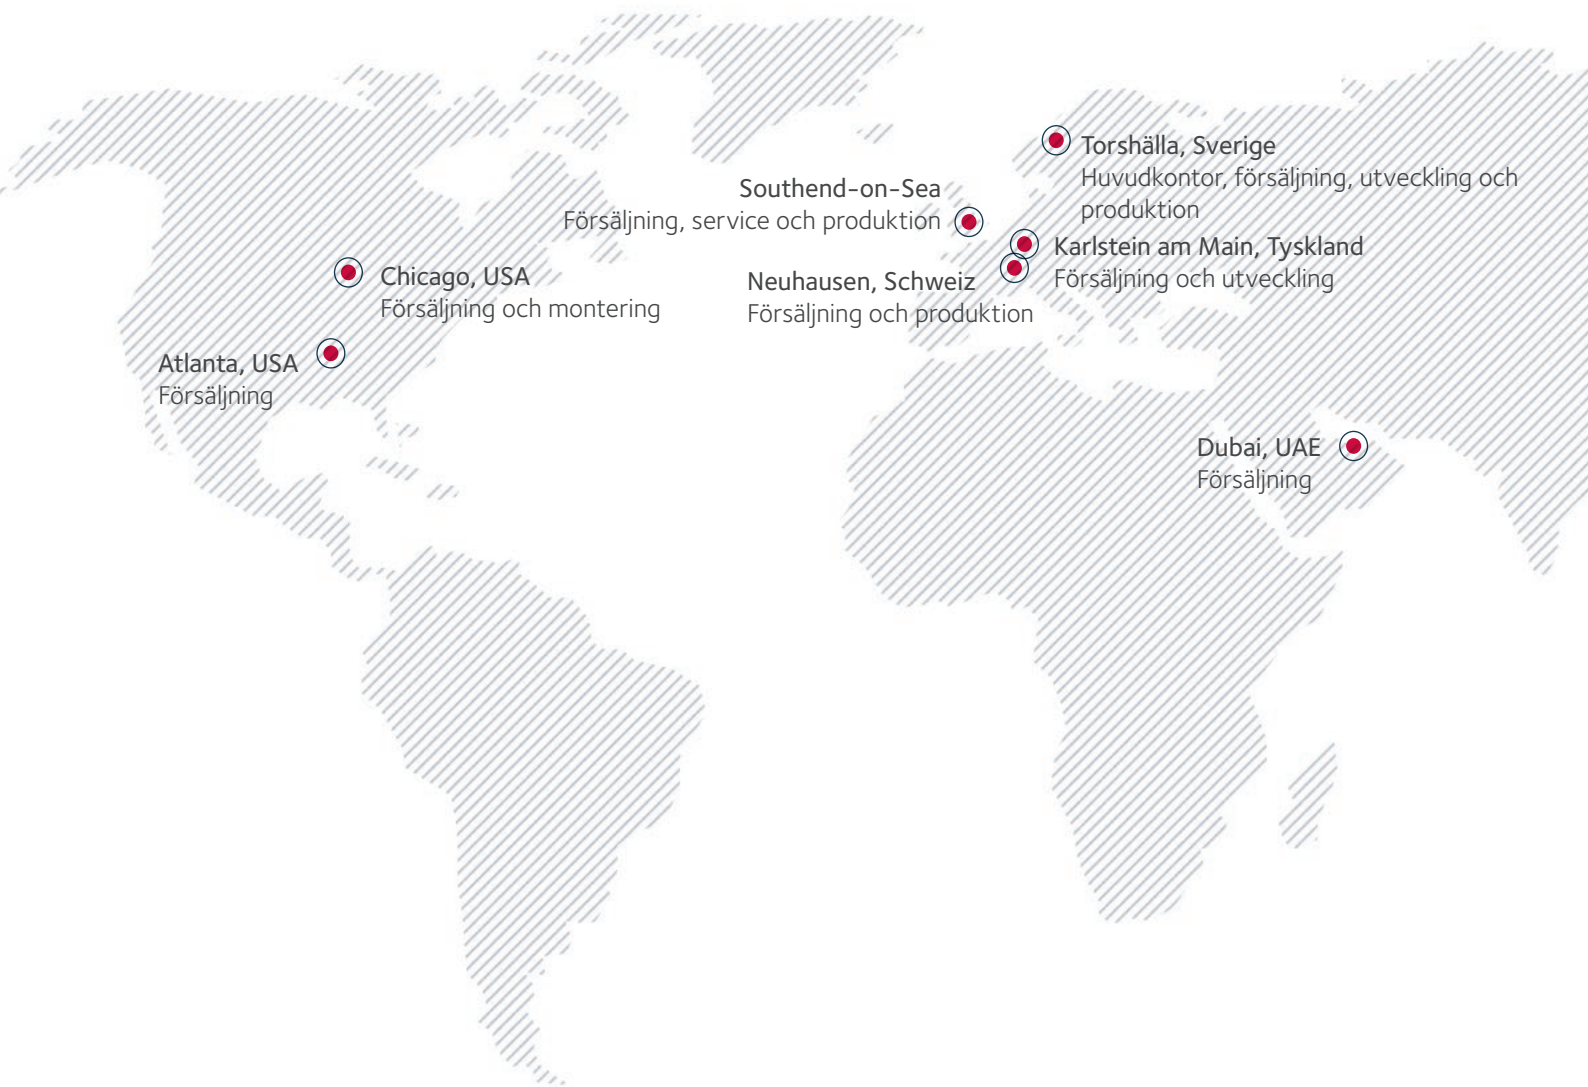 Torshälla, Sverige
Huvudkontor, försäljning, utveckling och
produktion
Southend-on-Sea
Försäljning, service och produktion
Karlstein am Main, Tyskland
Försäljning och utveckling
Neuhausen, Schweiz
Försäljning och produktion
Chicago, USA
Försäljning och montering
Atlanta, USA
Försäljning
Dubai, UAE
Försäljning